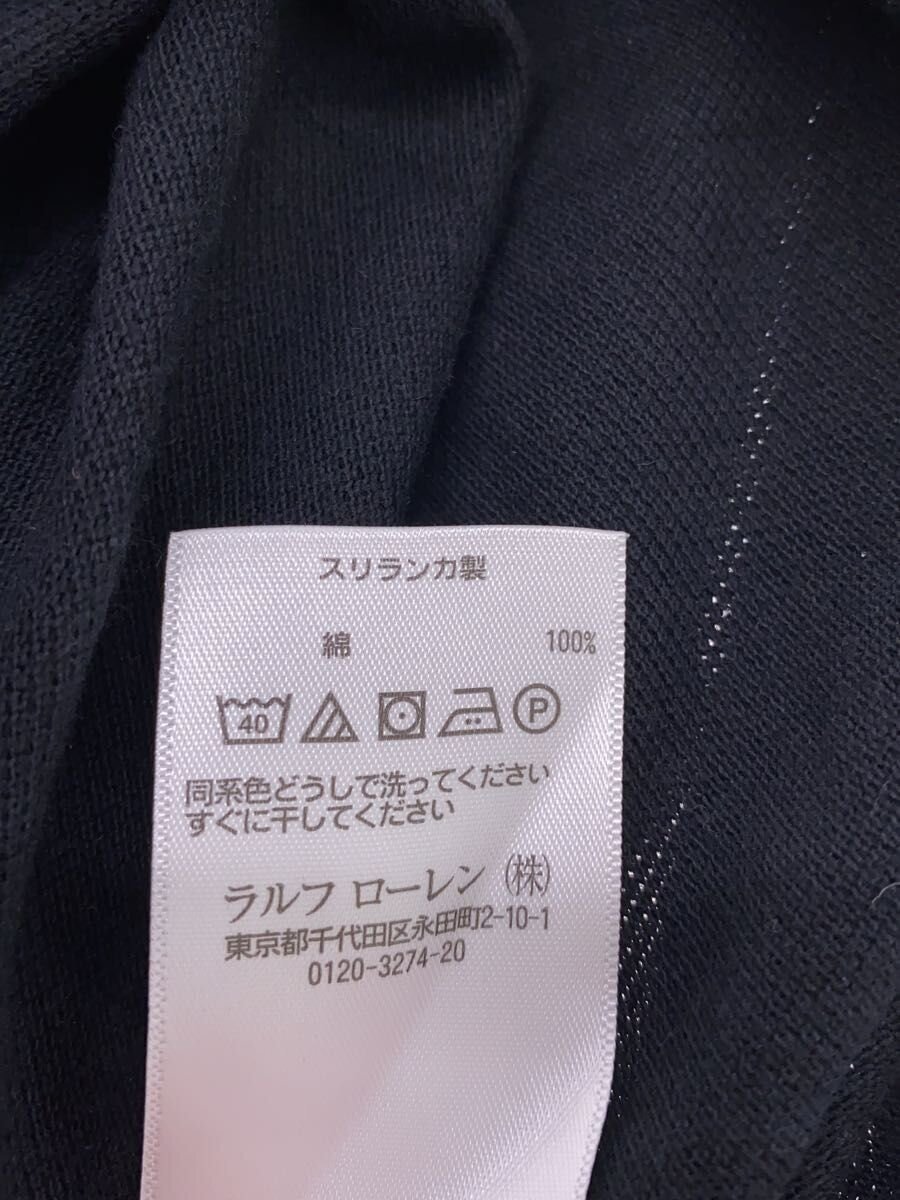 スリランカ製
綿 100%
40 P
同系色どうしで洗ってください
すぐに干してください
ラルフ ローレン (株)
東京都千代田区永田町2-10-1
0120-3274-20